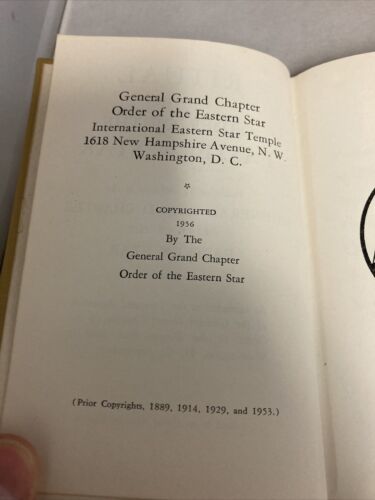 General Grand Chapter
Order of the Eastern Star
International Eastern Star Temple
1618 New Hampshire Avenue, N. W.
Washington, D. C.
COPYRIGHTED
1956
By The
General Grand Chapter
Order of the Eastern Star
(Prior Copyrights, 1889, 1914, 1929, and 1953.)